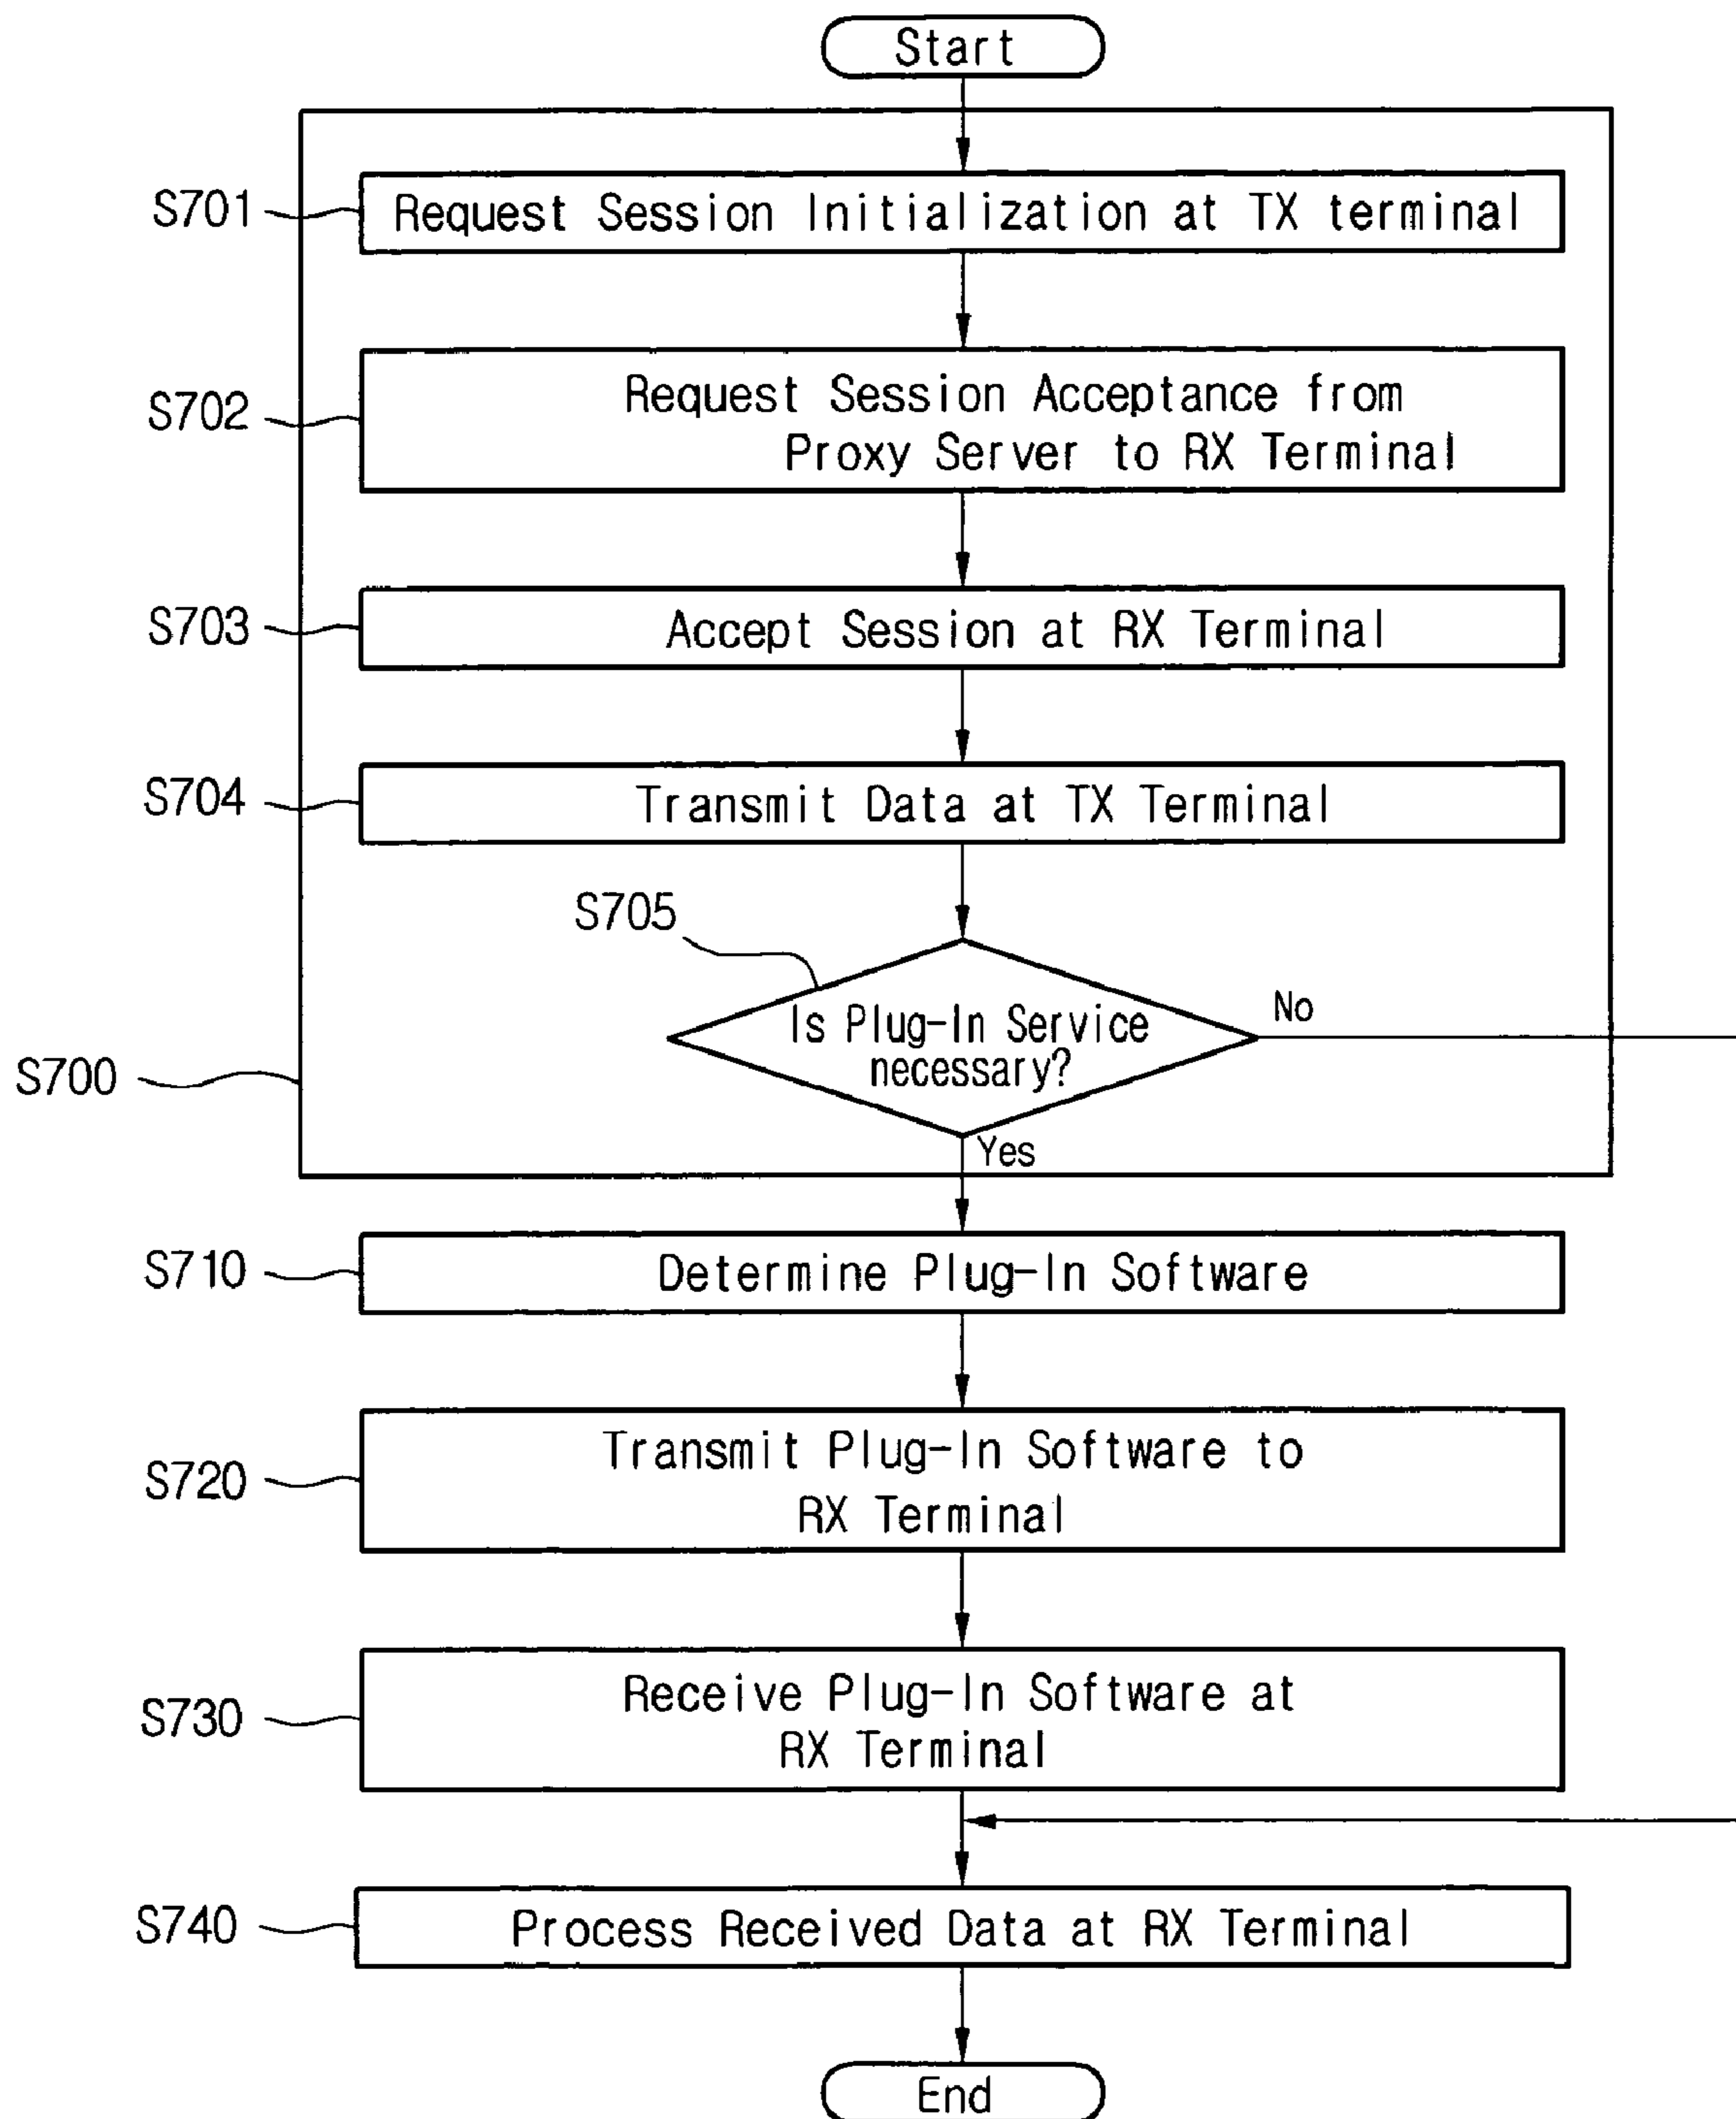 Start
S701
Request Session Initialization at TX terminal
S702
Request Session Acceptance from
Proxy Server to RX Terminal
S703
Accept Session at RX Terminal
S704
Transmit Data at TX Terminal
S705
Is Plug-In Service
necessary?
No
S700
Yes
S710
Determine Plug-In Software
S720
Transmit Plug-In Software to
RX Terminal
S730
Receive Plug-In Software at
RX Terminal
S740
Process Received Data at RX Terminal
End